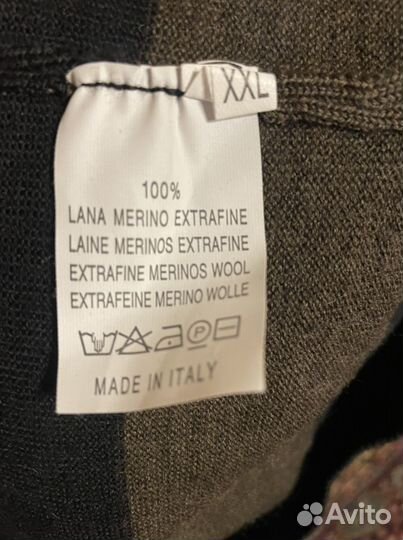 XXL
100%
LANA MERINO EXTRAFINE
LAINE MERINOS EXTRAFINE
EXTRAFINE MERINOS WOOL
EXTRAFEINE MERINO WOLLE
P
MADE IN ITALY
Avito